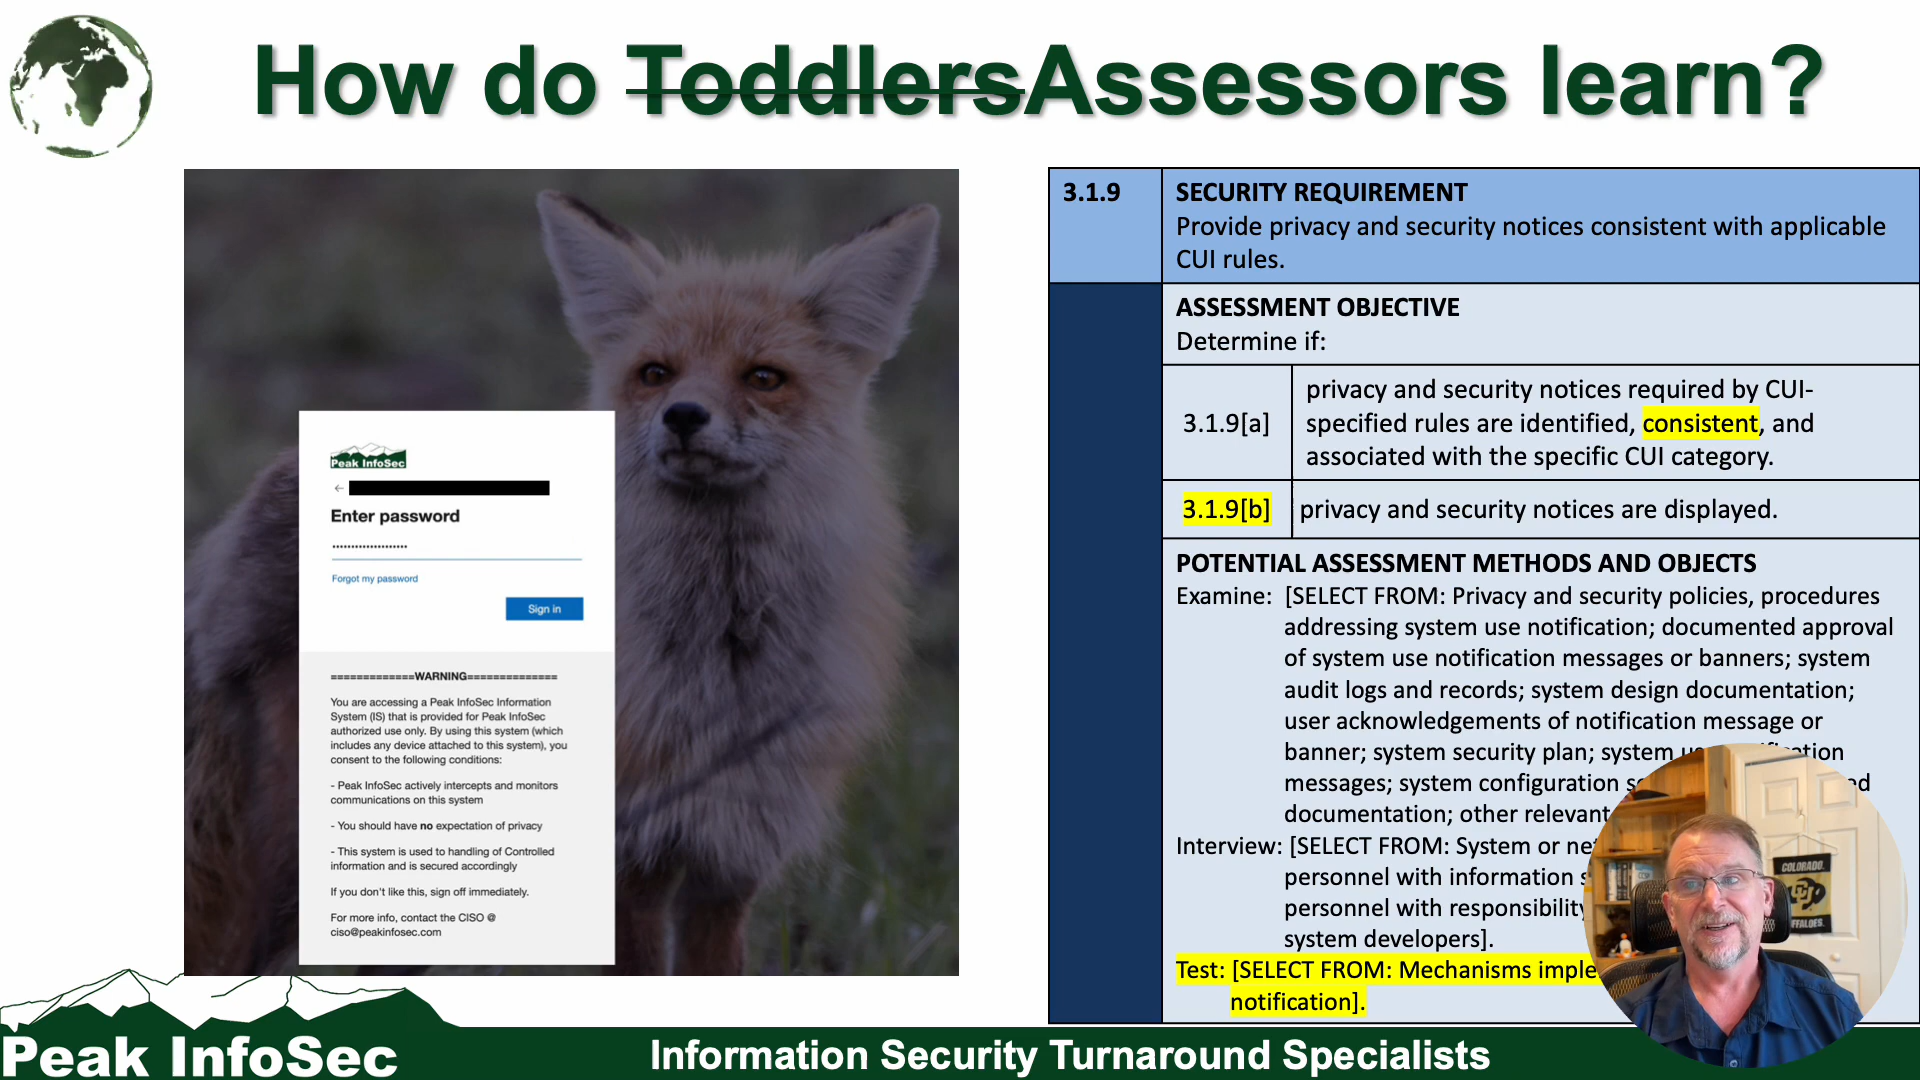 How do ToddlersAssessors learn?
Peak InfoSec
Enter password
Forgot my password
Sign in
=============WARNING==============
You are accessing a Peak InfoSec Information
System (IS) that is provided for Peak InfoSec
authorized use only. By using this system (which
includes any device attached to this system), you
consent to the following conditions:
- Peak InfoSec actively intercepts and monitors
communications on this system
- You should have no expectation of privacy
- This system is used to handling of Controlled
information and is secured accordingly
If you don't like this, sign off immediately.
For more info, contact the CISO @
ciso@peakinfosec.com
3.1.9 SECURITY REQUIREMENT
Provide privacy and security notices consistent with applicable
CUI rules.
ASSESSMENT OBJECTIVE
Determine if:
3.1.9[a]
privacy and security notices required by CUI-
specified rules are identified, consistent, and
associated with the specific CUI category.
3.1.9[b] privacy and security notices are displayed.
POTENTIAL ASSESSMENT METHODS AND OBJECTS
Examine: [SELECT FROM: Privacy and security policies, procedures
addressing system use notification; documented approval
of system use notification messages or banners; system
audit logs and records; system design documentation;
user acknowledgements of notification message or
banner; system security plan; system
messages; system configuration
documentation; other relevant
Interview: [SELECT FROM: System or
personnel with information
personnel with responsibility
system developers].
Test: [SELECT FROM: Mechanisms
notification].
COLORADO
Peak InfoSec
Information Security Turnaround Specialists